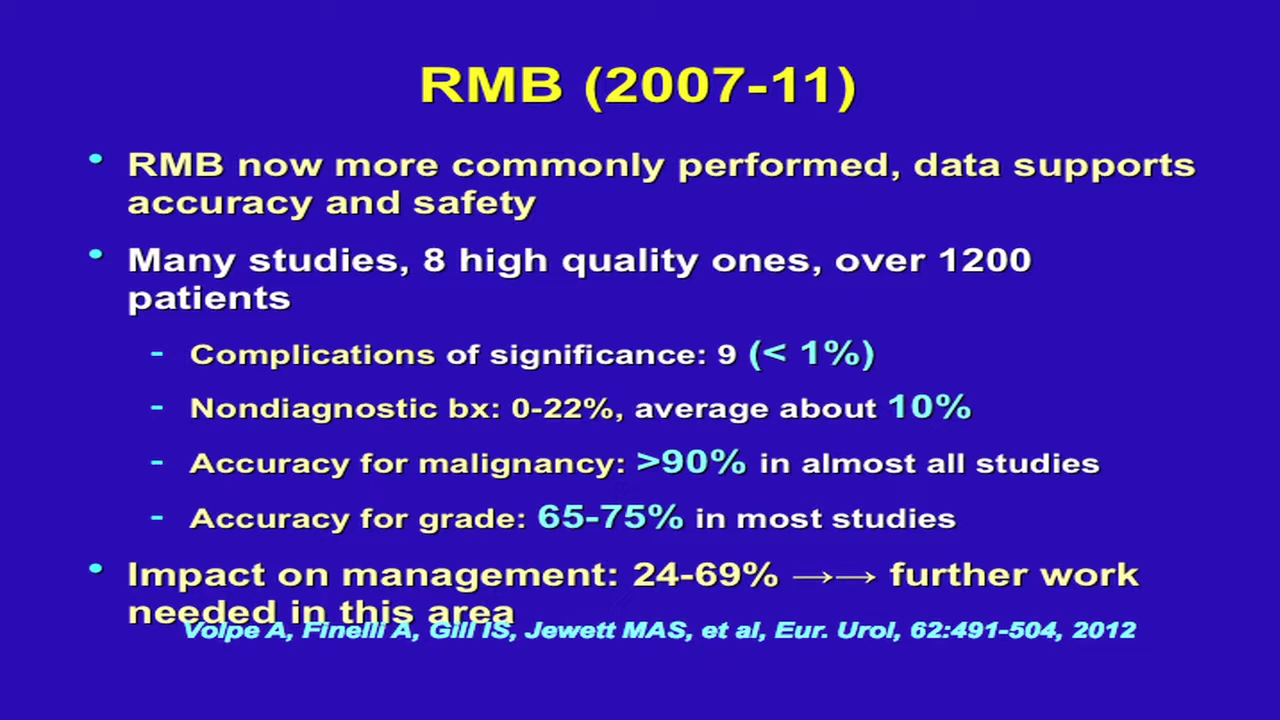 RMB (2007-11)
• RMB now more commonly performed, data supports
accuracy and safety
• Many studies, 8 high quality ones, over 1200
patients
- Complications of significance: 9 (< 1%)
- Nondiagnostic bx: 0-22%, average about 10%
- Accuracy for malignancy: >90% in almost all studies
- Accuracy for grade: 65-75% in most studies
• Impact on management: 24-69% →→ further work
needed in this area
Volpe A, Finelli A, Gill IS, Jewett MAS, et al, Eur. Urol, 62:491-504, 2012